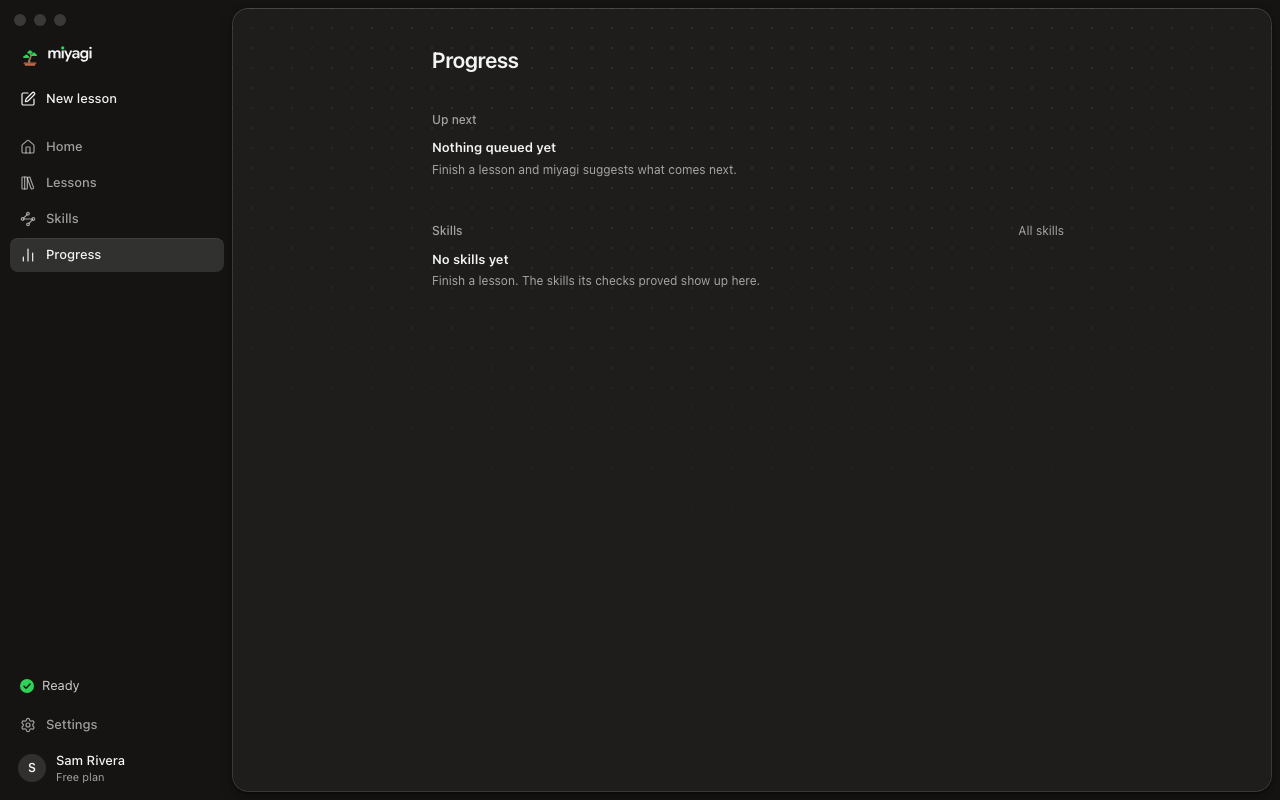 miyagi
New lesson
Home
Lessons
Skills
Progress
Ready
Settings
S
Sam Rivera
Free plan
Progress
Up next
Nothing queued yet
Finish a lesson and miyagi suggests what comes next.
Skills
All skills
No skills yet
Finish a lesson. The skills its checks proved show up here.